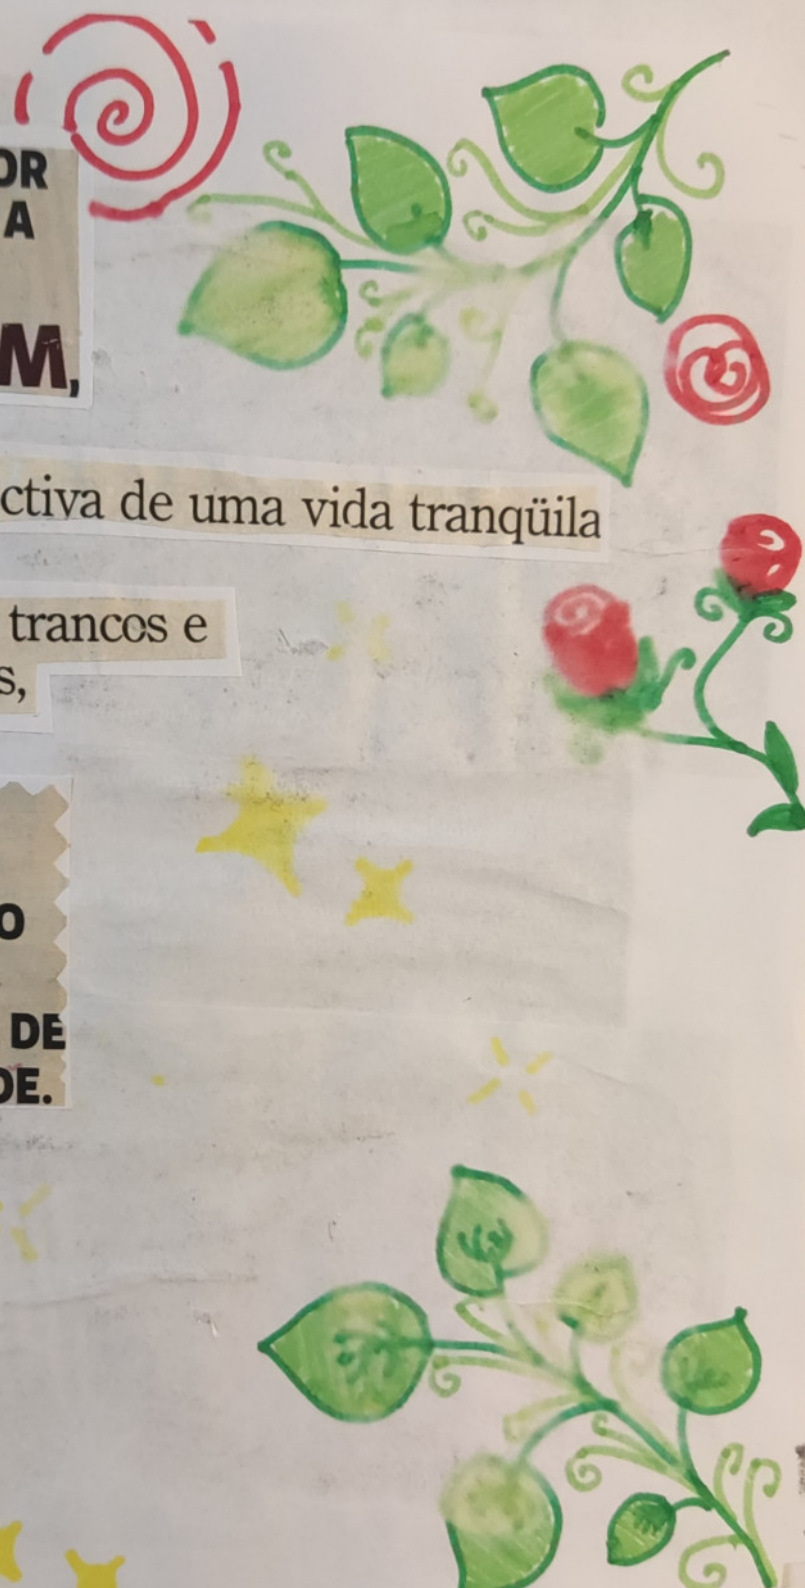 OR
A
M,
ctiva de uma vida tranqüila
trancos e
s,
O
DE
DE.